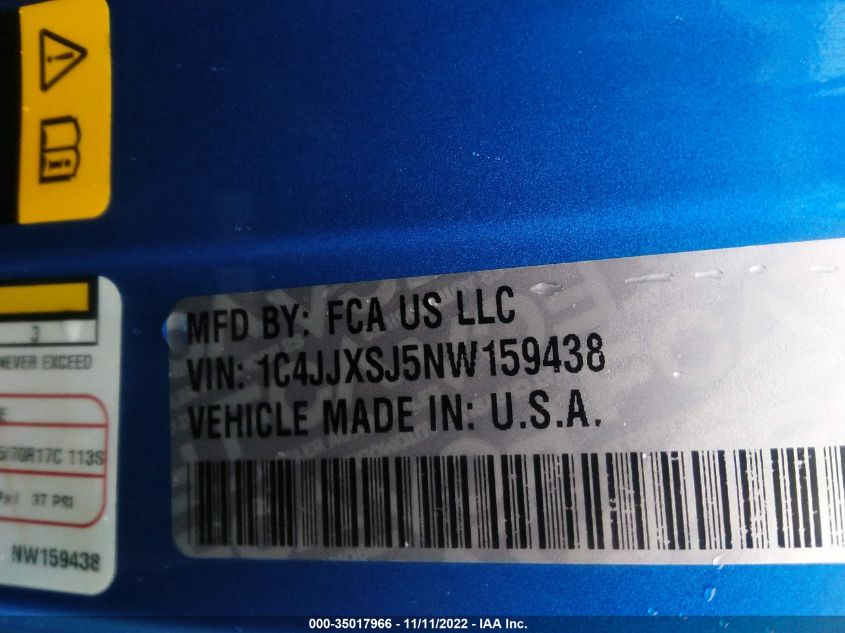 3
NEVER EXCEED
113S
37 PSI
NW159438
MFD BY: FCA US LLC
VIN: 1C4JJXSJ5NW159438
VEHICLE MADE IN: U.S.A.
000-35017966 - 11/11/2022 - IAA Inc.